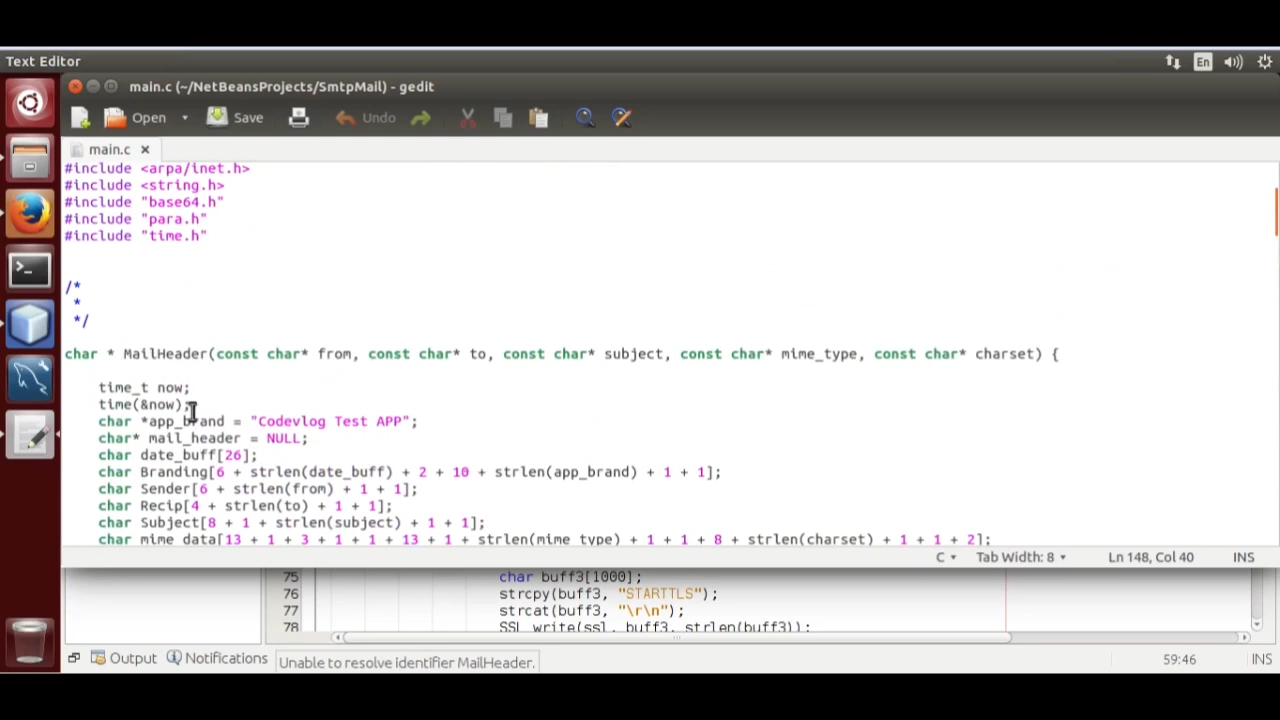 Text Editor
En
main.c (~/NetBeansProjects/SmtpMail) - gedit
Open
Save
Undo
main.c
#include <arpa/inet.h>
#include <string.h>
#include "base64.h"
#include "para.h"
#include "time.h"
/*
*
*/
char * MailHeader(const char* from, const char* to, const char* subject, const char* mime_type, const char* charset) {
time_t now;
time(&now);
char *app_brand = "Codevlog Test APP";
char* mail_header = NULL;
char date_buff[26];
char Branding[6 + strlen(date_buff) + 2 + 10 + strlen(app_brand) + 1 + 1];
char Sender[6 + strlen(from) + 1 + 1];
char Recip[4 + strlen(to) + 1 + 1];
char Subject[8 + 1 + strlen(subject) + 1 + 1];
char mime_data[13 + 1 + 3 + 1 + 1 + 13 + 1 + strlen(mime_type) + 1 + 1 + 8 + strlen(charset) + 1 + 1 + 2];
C
Tab Width: 8
Ln 148, Col 40
INS
75 char buff3[1000];
76 strcpy(buff3, "STARTTLS");
77 strcat(buff3, "\r\n");
78 SSL_write(ssl, buff3, strlen(buff3));
Output
Notifications
Unable to resolve identifier MailHeader.
59:46
INS